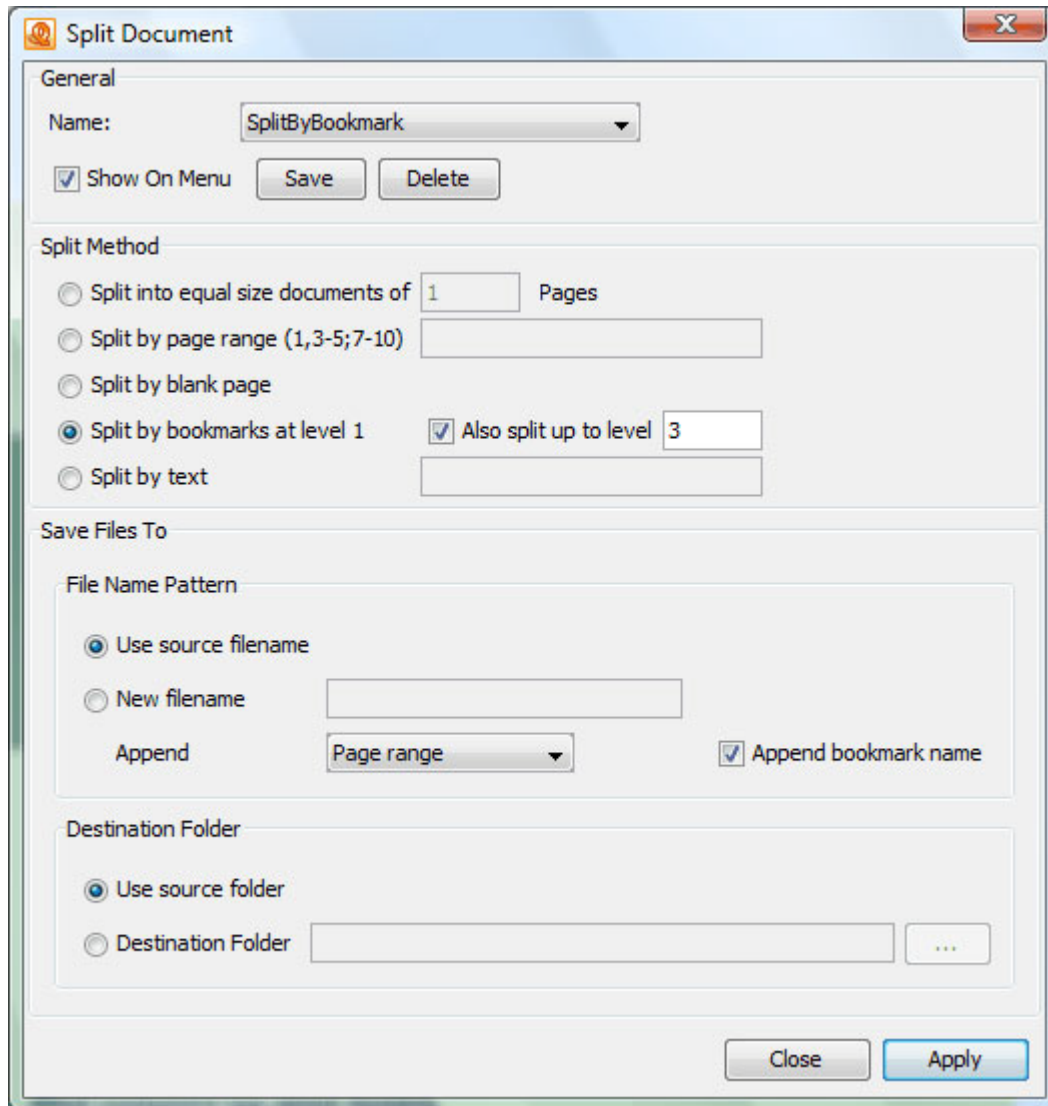 Split Document
General
Name: SplitByBookmark
Show On Menu Save Delete
Split Method
Split into equal size documents of 1 Pages
Split by page range (1,3-5;7-10)
Split by blank page
Split by bookmarks at level 1 Also split up to level 3
Split by text
Save Files To
File Name Pattern
Use source filename
New filename
Append Page range Append bookmark name
Destination Folder
Use source folder
Destination Folder ...
Close Apply